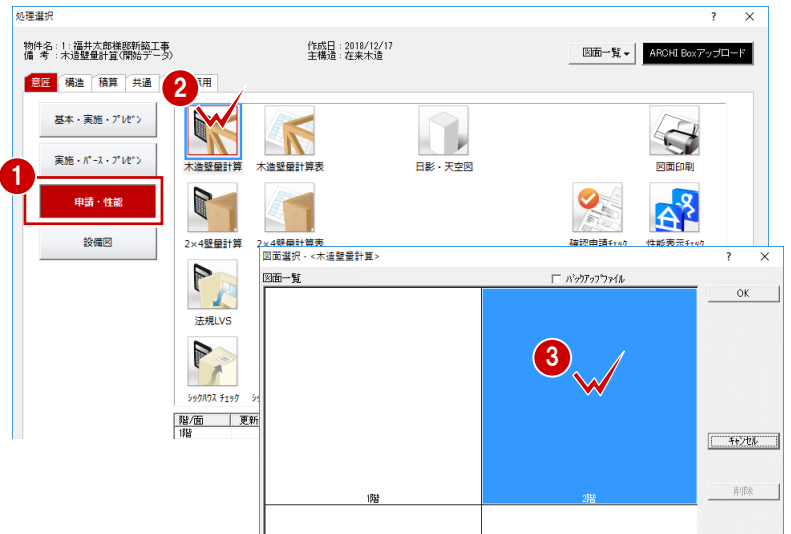 処理選択
物件名：1：福井太郎様邸新築工事
備　考：木造壁量計算(開始データ)
作成日：2018/12/17
主構造：在来木造
図面一覧
ARCHI Boxアップロード
意匠
構造
積算
共通
用
2
基本・実施・プレゼン
実施・パース・プレゼン
1
申請・性能
設備図
木造壁量計算
木造壁量計算表
日影・天空図
図面印刷
2×4壁量計算
2×4壁量計算表
確認申請チェック
性能表示チェック
法規LVS
シックハウス チェック
階/面
更新
1階
図面選択 - <木造壁量計算>
図面一覧
バックアップファイル
OK
3
キャンセル
削除
1階
2階